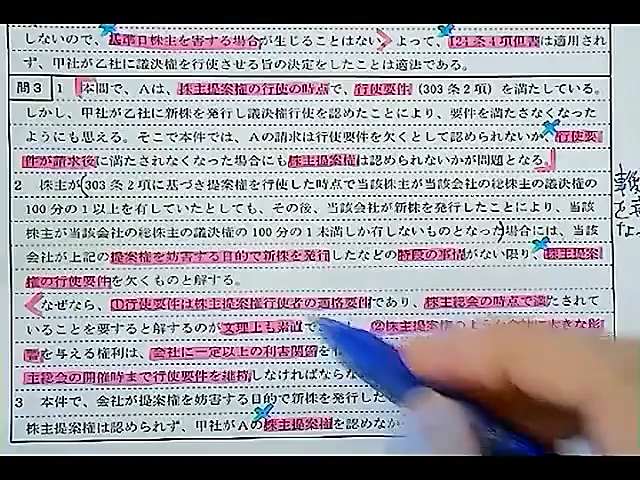 しないので、基準日株主を害する場合が生じることはない。よって、124条4項但書は適用され
ず、甲社が乙社に議決権を行使させる旨の決定をしたことは適法である。
問3 1 本問で、Aは、株主提案権の行使の時点で、行使要件（303条2項）を満たしている。
しかし、甲社が乙社に新株を発行し議決権行使を認めたことにより、要件を満たさなくなった
ようにも思える。そこで本件では、Aの請求は行使要件を欠くとして認められないか、行使要
件が請求後に満たされなくなった場合にも株主提案権は認められないかが問題となる。
2 株主が303条2項に基づき提案権を行使した時点で当該株主が当該会社の総株主の議決権の
100分の1以上を有していたとしても、その後、当該会社が新株を発行したことにより、当該
株主が当該会社の総株主の議決権の100分の1未満しか有しないものとなった場合には、当該
会社が上記の提案権を妨害する目的で新株を発行したなどの特段の事情がない限り、株主提案
権の行使要件を欠くものと解する。
なぜなら、①行使要件は株主提案権行使者の適格要件であり、株主総会の時点で満たされて
いることを要すると解するのが文理上も素直で ②株主提案権のような会社に大きな影
響を与える権利は、会社に一定以上の利害関係を
主総会の開催時まで行使要件を維持しなければならな
3 本件で、会社が提案権を妨害する目的で新株を発行した
株主提案権は認められず、甲社がAの株主提案権を認めなか